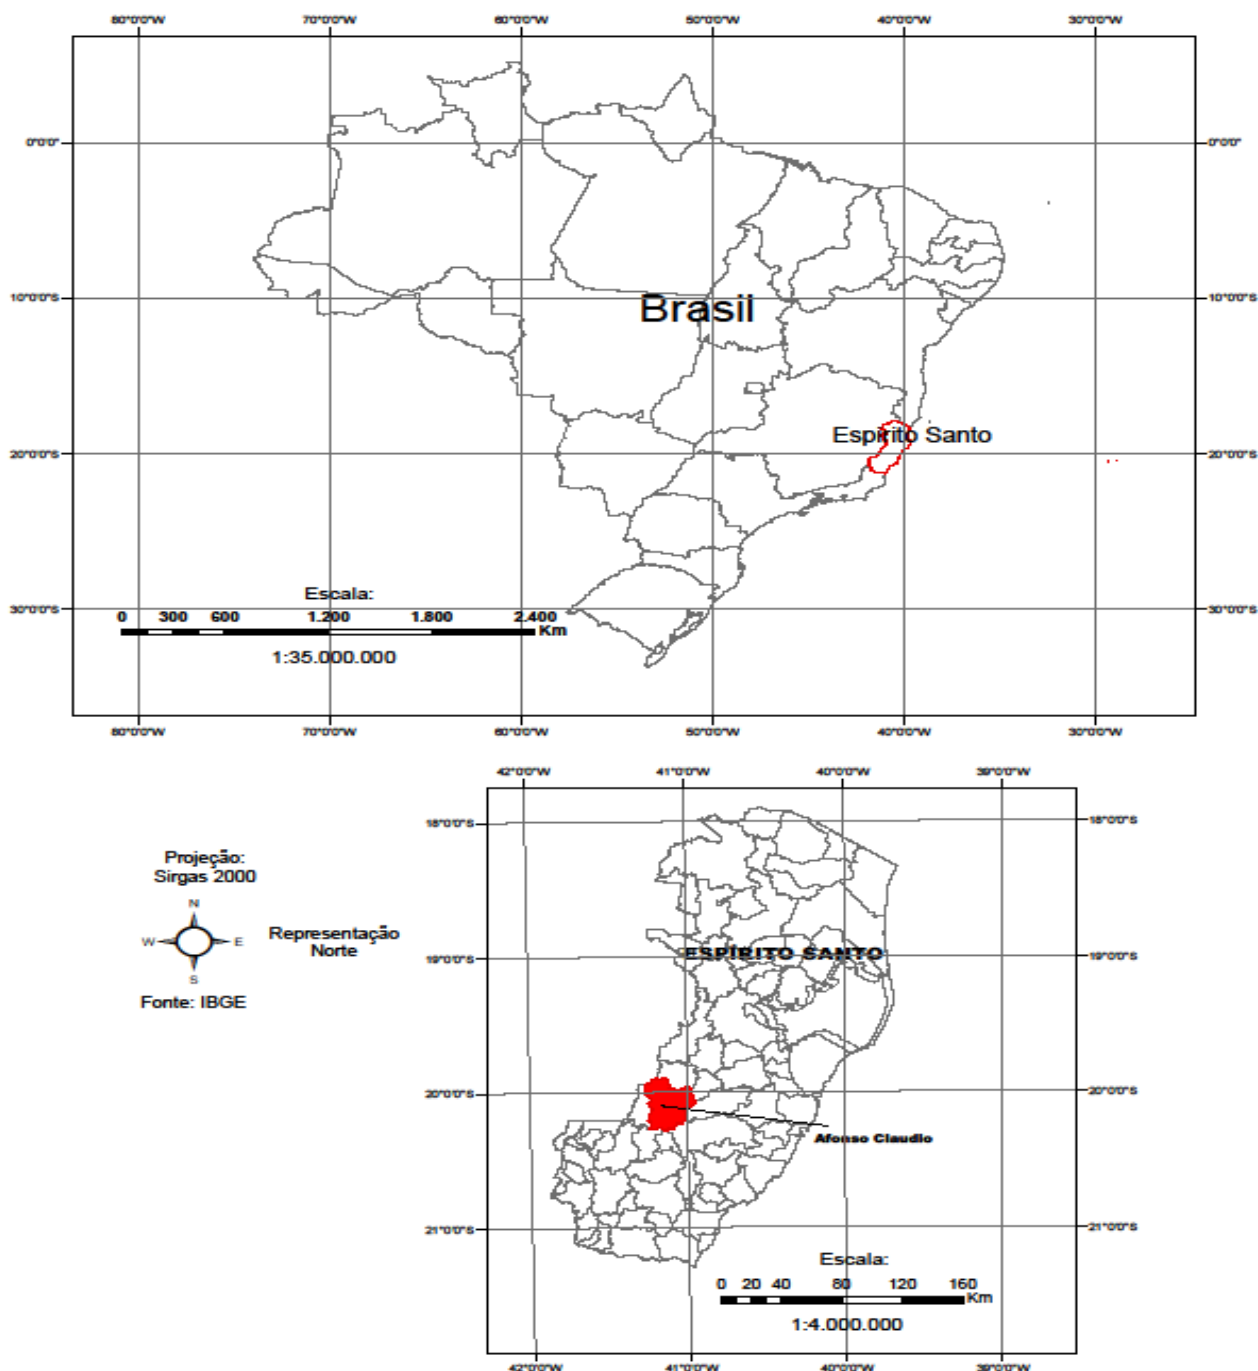 80°0'0"W 70°0'0"W 60°0'0"W 50°0'0"W 40°0'0"W 30°0'0"W
0°0'0" 0°0'0"
Brasil
10°0'0"S 10°0'0"S
Espírito Santo
20°0'0"S 20°0'0"S
Escala:
0 300 600 1.200 1.800 2.400
Km
1:35.000.000
30°0'0"S 30°0'0"S
80°0'0"W 70°0'0"W 60°0'0"W 50°0'0"W 40°0'0"W 30°0'0"W
42°0'0"W 41°0'0"W 40°0'0"W 39°0'0"W
18°0'0"S 18°0'0"S
Projeção:
Sirgas 2000
N
W E
S
Representação
Norte
Fonte: IBGE
ESPÍRITO SANTO
19°0'0"S 19°0'0"S
20°0'0"S 20°0'0"S
Afonso Claudio
21°0'0"S 21°0'0"S
Escala:
0 20 40 80 120 160
Km
1:4.000.000
42°0'0"W 41°0'0"W 40°0'0"W 39°0'0"W